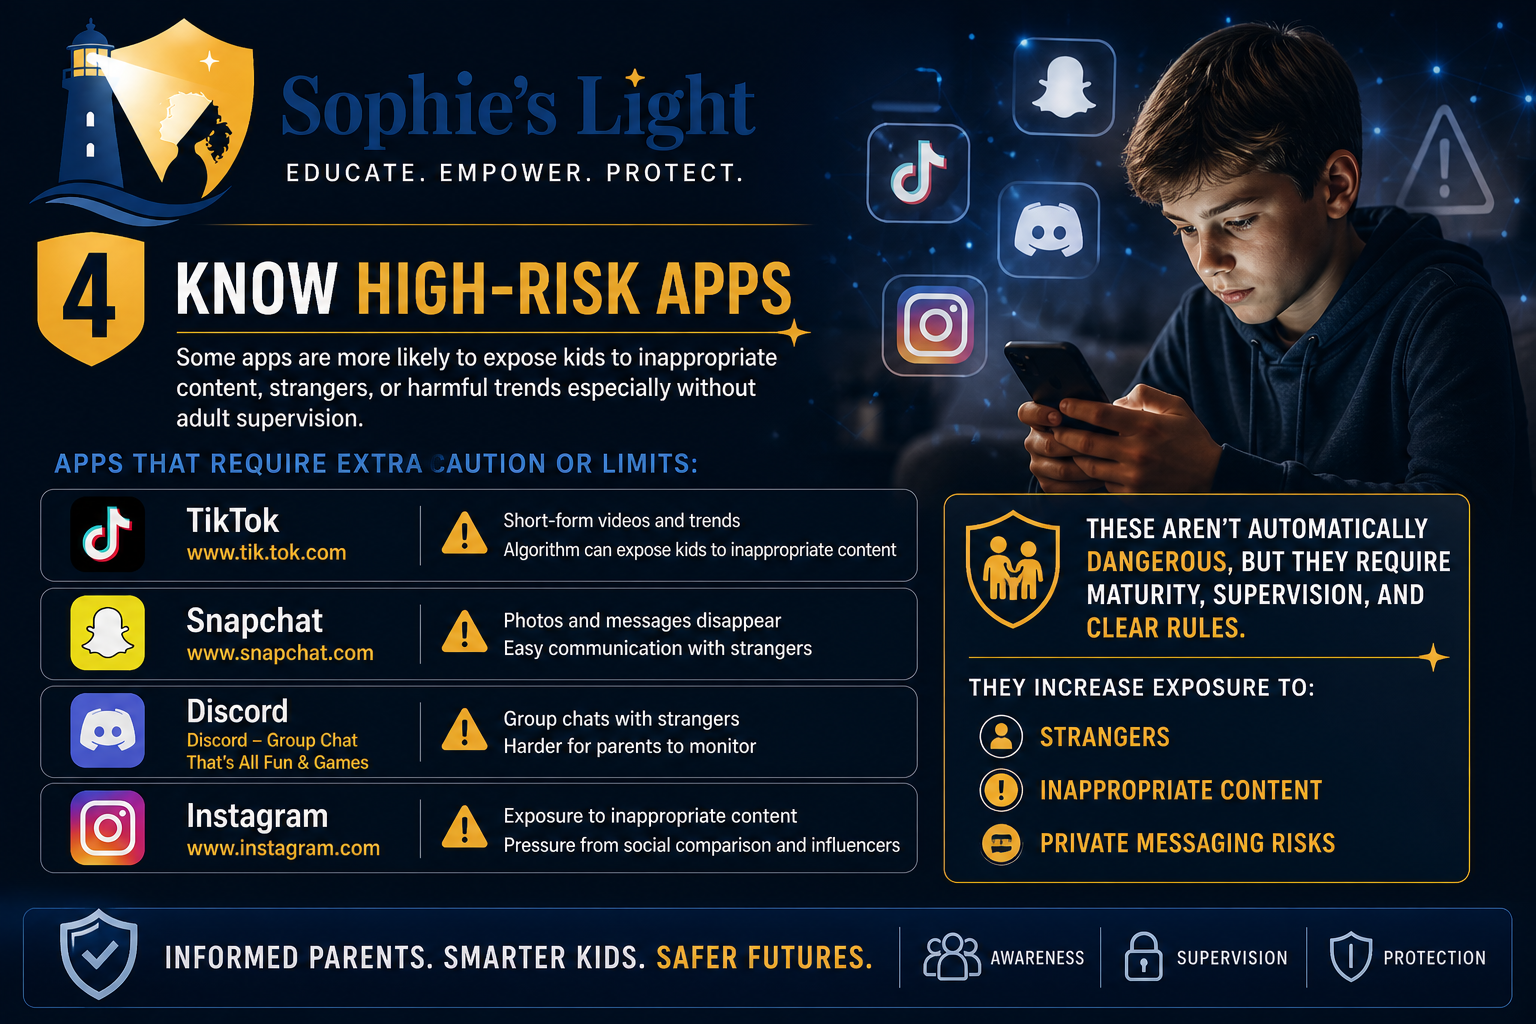 Sophie's Light
EDUCATE. EMPOWER. PROTECT.
4
KNOW HIGH-RISK APPS
Some apps are more likely to expose kids to inappropriate
content, strangers, or harmful trends especially without
adult supervision.
APPS THAT REQUIRE EXTRA CAUTION OR LIMITS:
TikTok
www.tik.tok.com
Short-form videos and trends
Algorithm can expose kids to inappropriate content
Snapchat
www.snapchat.com
Photos and messages disappear
Easy communication with strangers
Discord
Discord – Group Chat
That's All Fun & Games
Group chats with strangers
Harder for parents to monitor
Instagram
www.instagram.com
Exposure to inappropriate content
Pressure from social comparison and influencers
THESE AREN'T AUTOMATICALLY
DANGEROUS, BUT THEY REQUIRE
MATURITY, SUPERVISION, AND
CLEAR RULES.
THEY INCREASE EXPOSURE TO:
STRANGERS
INAPPROPRIATE CONTENT
PRIVATE MESSAGING RISKS
INFORMED PARENTS. SMARTER KIDS. SAFER FUTURES.
AWARENESS
SUPERVISION
PROTECTION